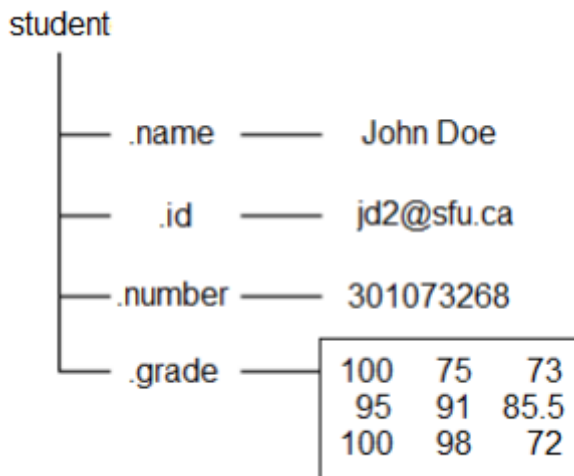 student
.name John Doe
.id jd2@sfu.ca
.number 301073268
.grade 100 75 73
95 91 85.5
100 98 72